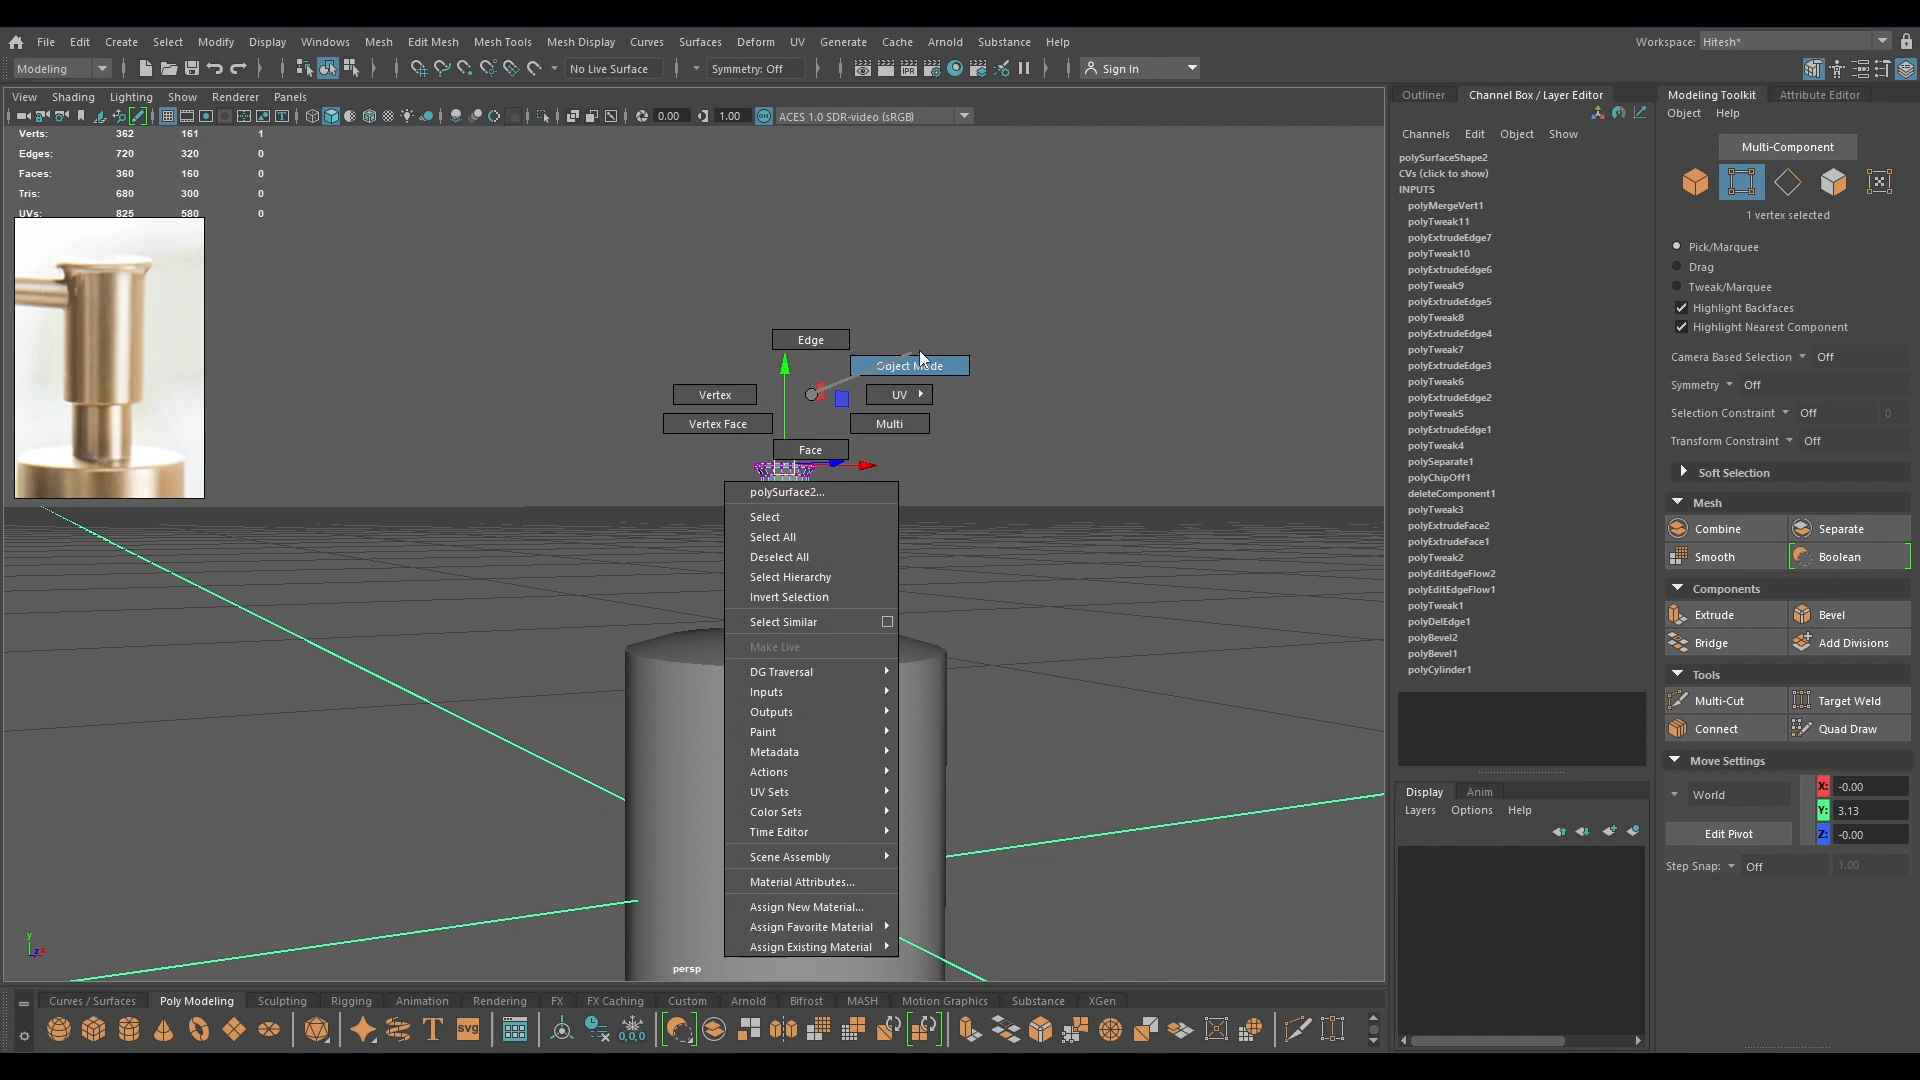 File Edit Create Select Modify Display Windows Mesh Edit Mesh Mesh Tools Mesh Display Curves Surfaces Deform UV Generate Cache Arnold Substance Help Workspace: Hitesh*
Modeling No Live Surface Symmetry: Off IPR Sign In
View Shading Lighting Show Renderer Panels
0.00 1.00 ON ACES 1.0 SDR-video (sRGB)
Verts: 362 161 1
Edges: 720 320 0
Faces: 360 160 0
Tris: 680 300 0
UVs: 825 580 0
Edge
Object Mode
Vertex UV
Vertex Face Multi
Face
polySurface2...
Select
Select All
Deselect All
Select Hierarchy
Invert Selection
Select Similar
Make Live
DG Traversal
Inputs
Outputs
Paint
Metadata
Actions
UV Sets
Color Sets
Time Editor
Scene Assembly
Material Attributes...
Assign New Material...
Assign Favorite Material
Assign Existing Material
persp
y
z x
Outliner Channel Box / Layer Editor
Channels Edit Object Show
polySurfaceShape2
CVs (click to show)
INPUTS
polyMergeVert1
polyTweak11
polyExtrudeEdge7
polyTweak10
polyExtrudeEdge6
polyTweak9
polyExtrudeEdge5
polyTweak8
polyExtrudeEdge4
polyTweak7
polyExtrudeEdge3
polyTweak6
polyExtrudeEdge2
polyTweak5
polyExtrudeEdge1
polyTweak4
polySeparate1
polyChipOff1
deleteComponent1
polyTweak3
polyExtrudeFace2
polyExtrudeFace1
polyTweak2
polyEditEdgeFlow2
polyEditEdgeFlow1
polyTweak1
polyDelEdge1
polyBevel2
polyBevel1
polyCylinder1
Display Anim
Layers Options Help
Modeling Toolkit Attribute Editor
Object Help
Multi-Component
1 vertex selected
Pick/Marquee
Drag
Tweak/Marquee
Highlight Backfaces
Highlight Nearest Component
Camera Based Selection Off
Symmetry Off
Selection Constraint Off 0
Transform Constraint Off
Soft Selection
Mesh
Combine Separate
Smooth Boolean
Components
Extrude Bevel
Bridge Add Divisions
Tools
Multi-Cut Target Weld
Connect Quad Draw
Move Settings
World X: -0.00
Y: 3.13
Edit Pivot Z: -0.00
Step Snap: Off 1.00
Curves / Surfaces Poly Modeling Sculpting Rigging Animation Rendering FX FX Caching Custom Arnold Bifrost MASH Motion Graphics Substance XGen
T svg 0,0,0